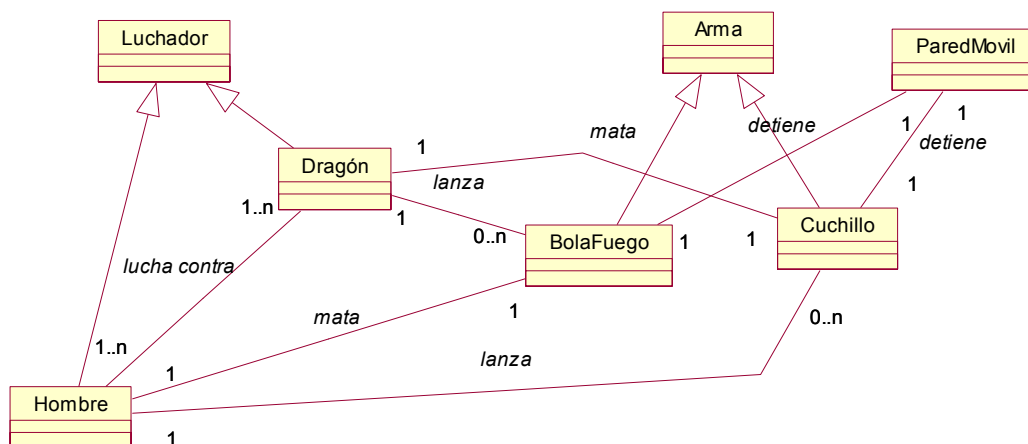 Luchador
Arma
ParedMovil
mata
detiene
1
1
1
detiene
Dragón
lanza
1..n
1
0..n
1
BolaFuego
1
1
Cuchillo
lucha contra
mata
1
0..n
1..n
1
lanza
Hombre
1